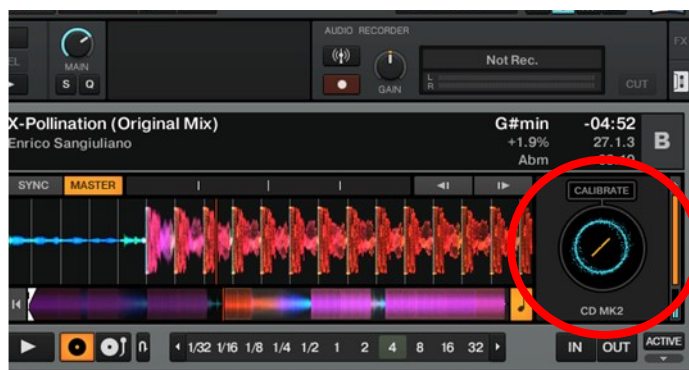 AUDIO RECORDER
FX
MAIN
Not Rec.
L
R
S Q
GAIN
CUT
X-Pollination (Original Mix)
G#min
-04:52
Enrico Sangiuliano
+1.9%
27.1.3
B
Abm
SYNC
MASTER
CALIBRATE
CD MK2
1/32 1/16 1/8 1/4 1/2 1 2 4 8 16 32
IN
OUT
ACTIVE